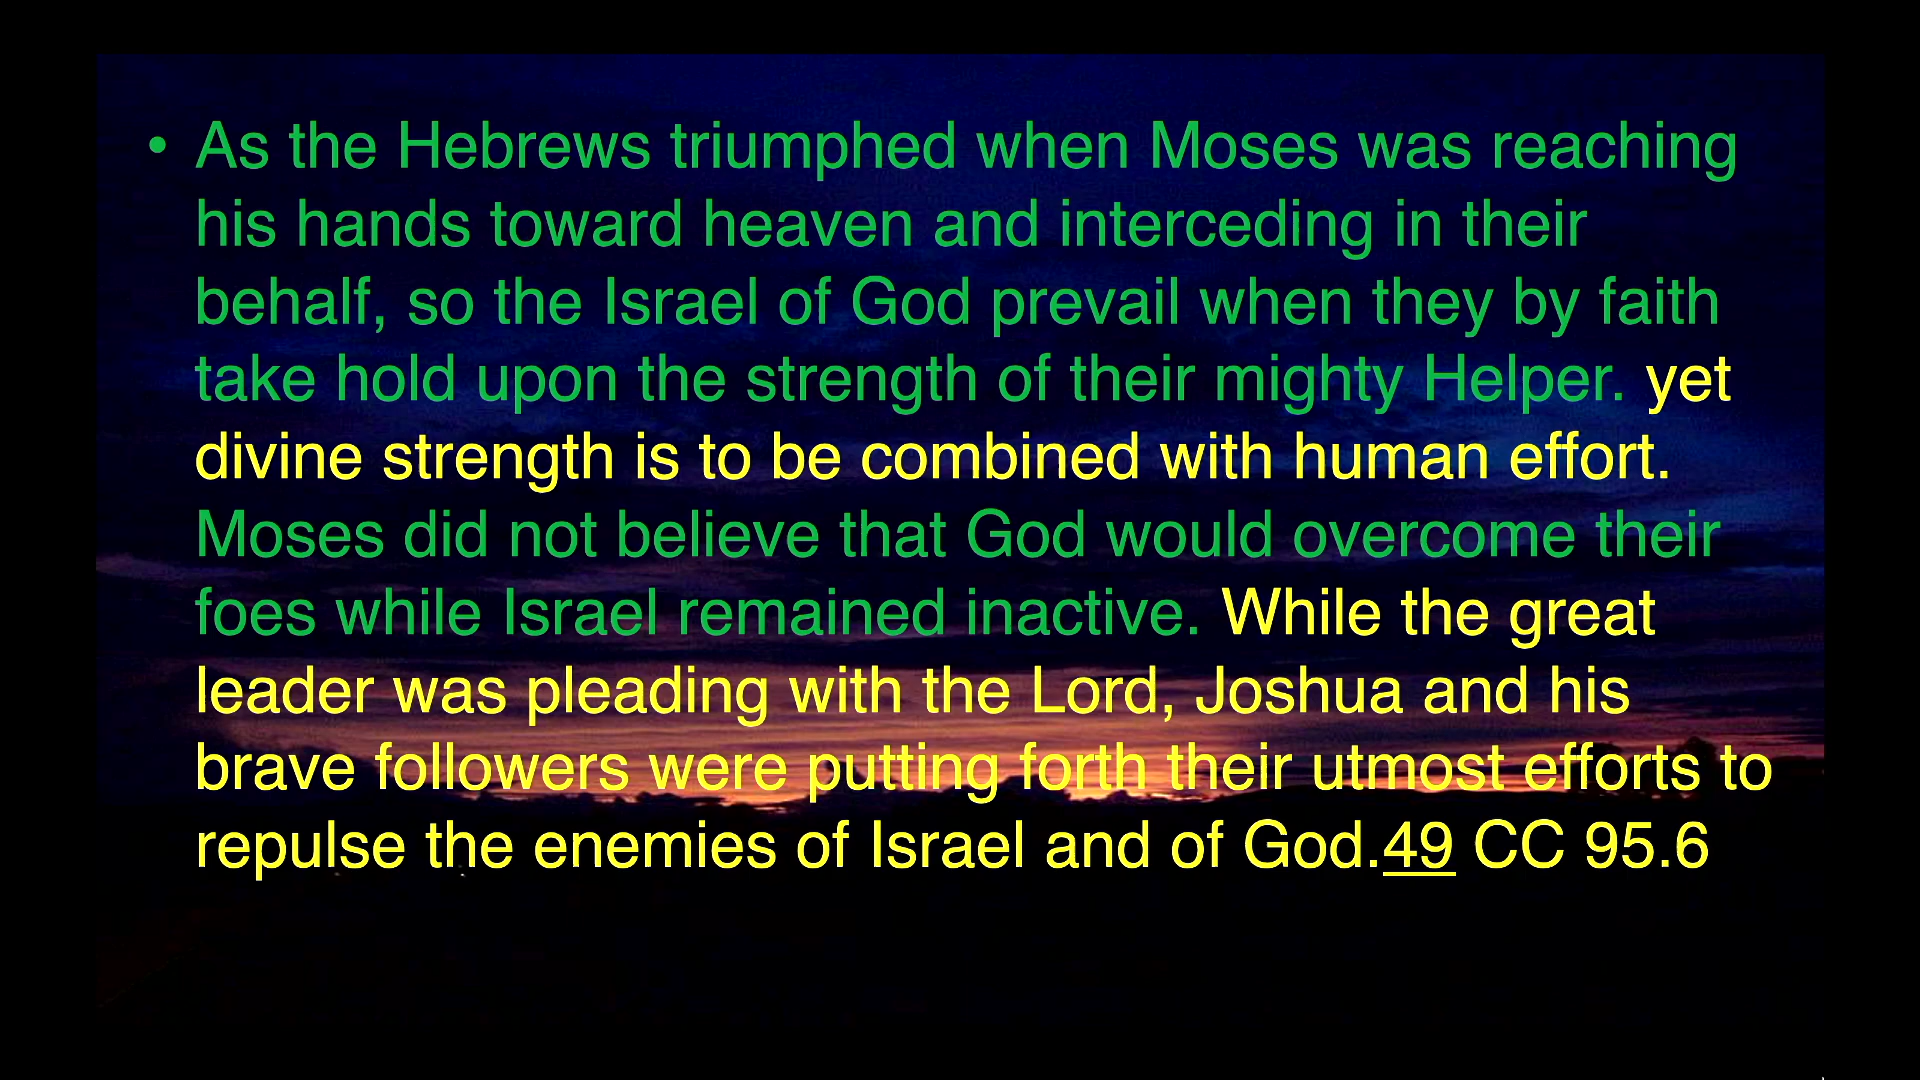 • As the Hebrews triumphed when Moses was reaching
his hands toward heaven and interceding in their
behalf, so the Israel of God prevail when they by faith
take hold upon the strength of their mighty Helper. yet
divine strength is to be combined with human effort.
Moses did not believe that God would overcome their
foes while Israel remained inactive. While the great
leader was pleading with the Lord, Joshua and his
brave followers were putting forth their utmost efforts to
repulse the enemies of Israel and of God.49 CC 95.6